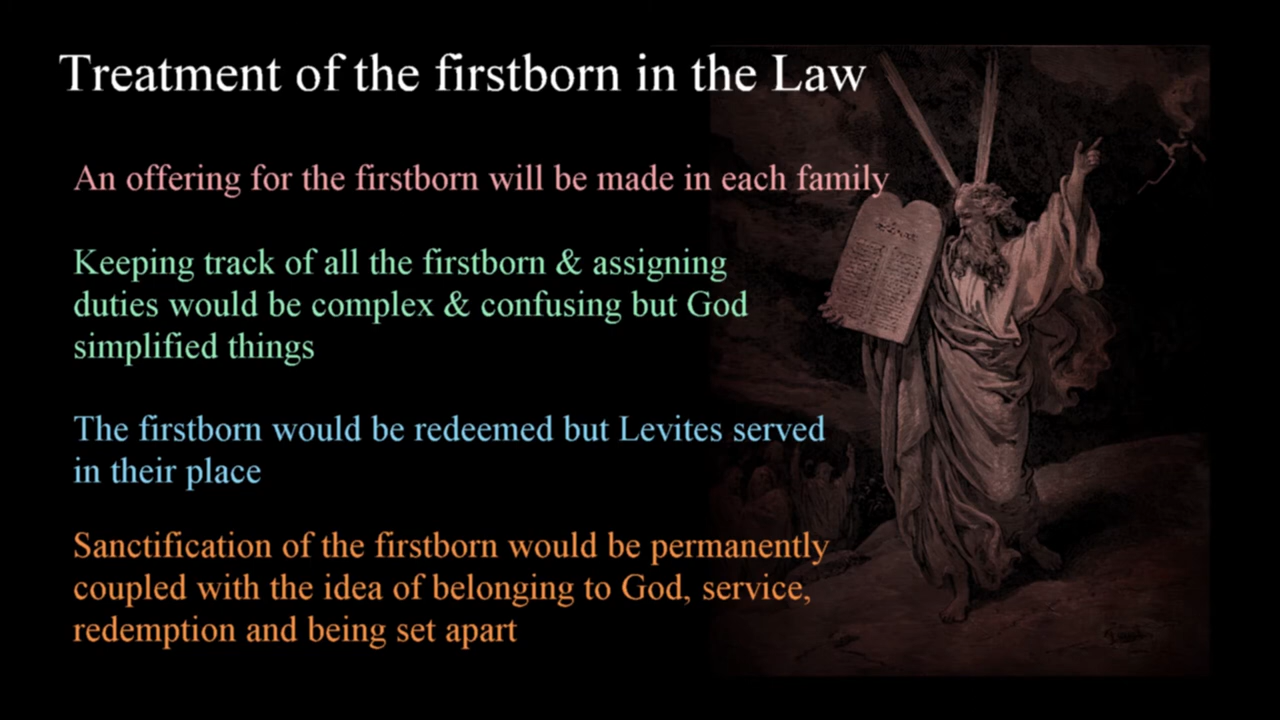 Treatment of the firstborn in the Law
An offering for the firstborn will be made in each family
Keeping track of all the firstborn & assigning
duties would be complex & confusing but God
simplified things
The firstborn would be redeemed but Levites served
in their place
Sanctification of the firstborn would be permanently
coupled with the idea of belonging to God, service,
redemption and being set apart